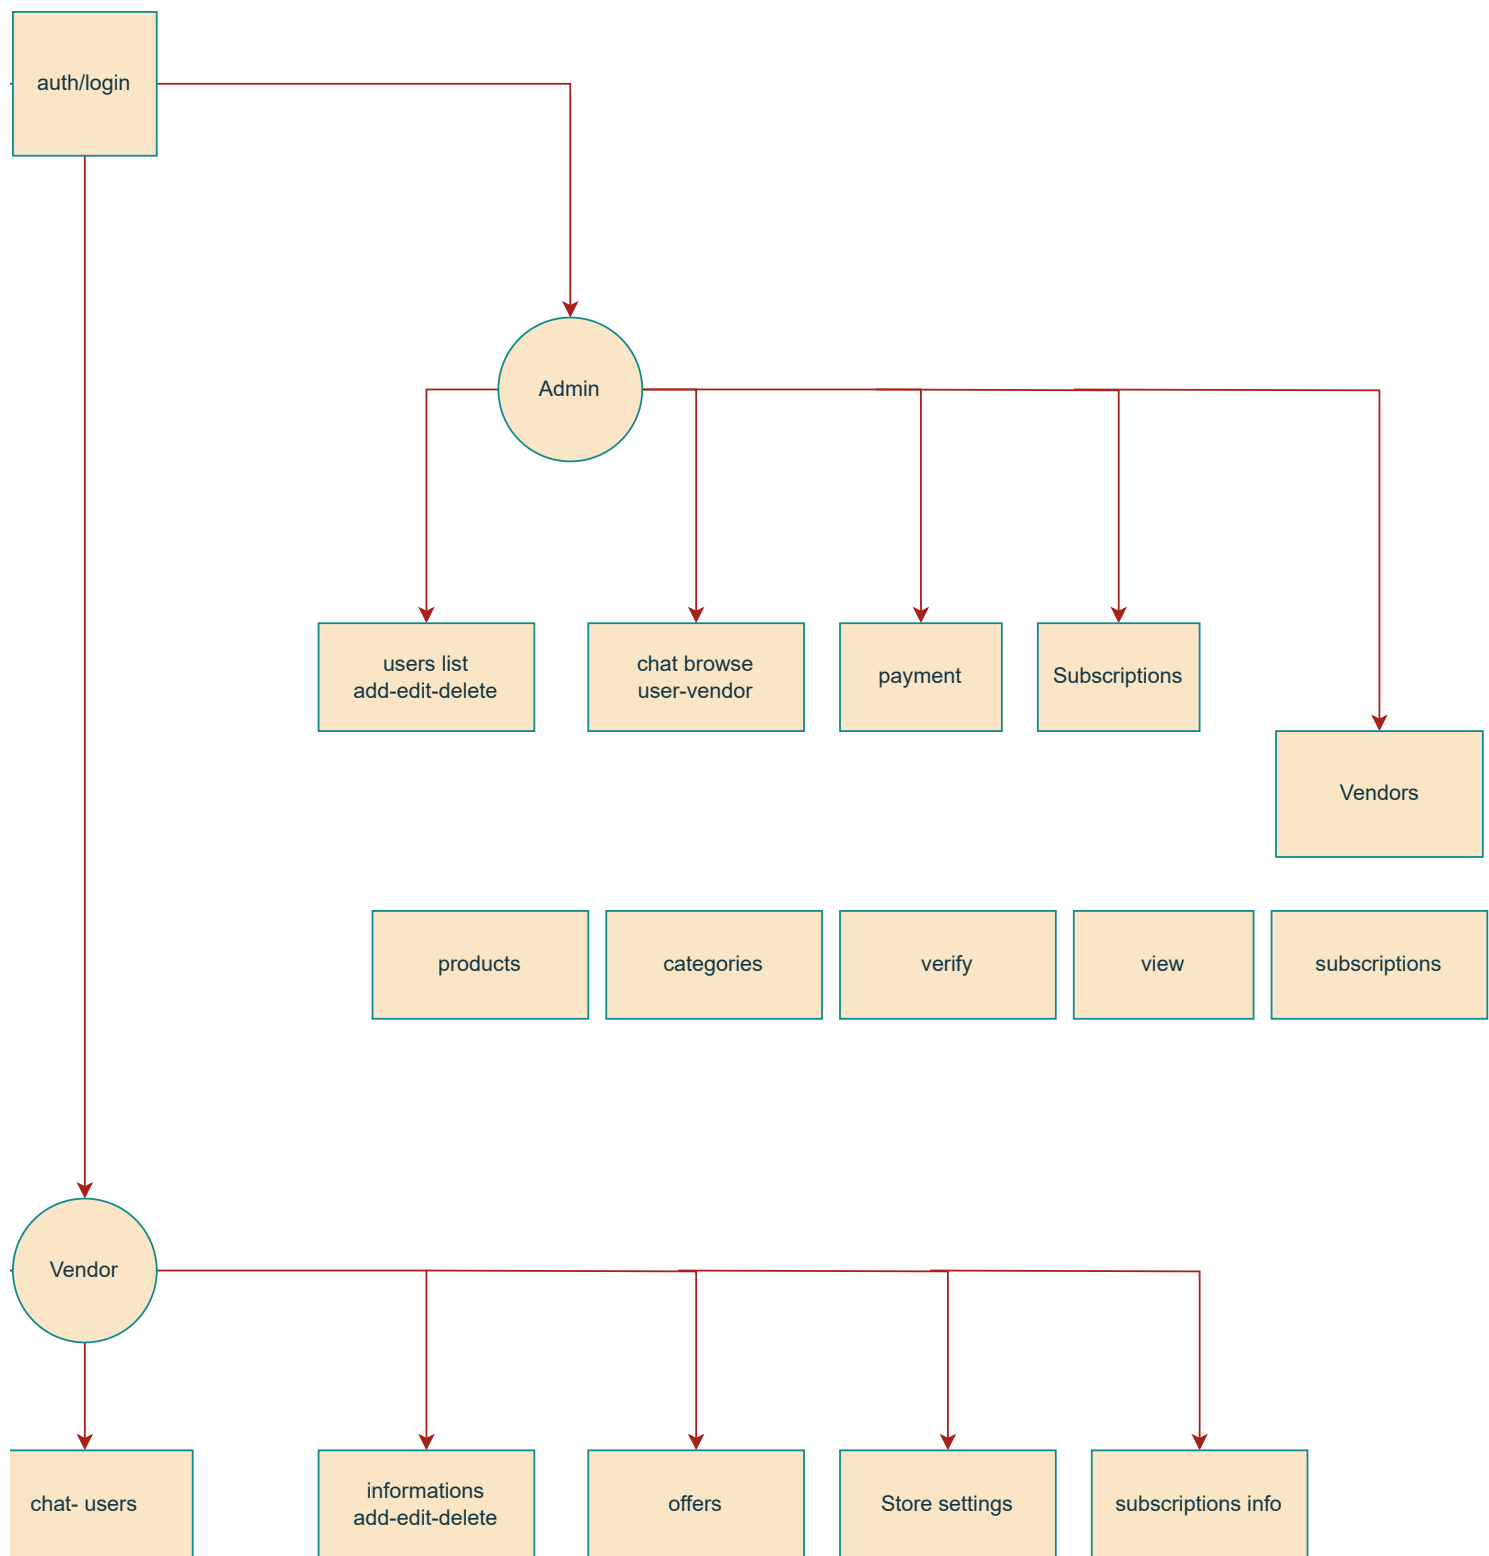 auth/login
Admin
users list
add-edit-delete
chat browse
user-vendor
payment
Subscriptions
Vendors
products
categories
verify
view
subscriptions
Vendor
chat- users
informations
add-edit-delete
offers
Store settings
subscriptions info